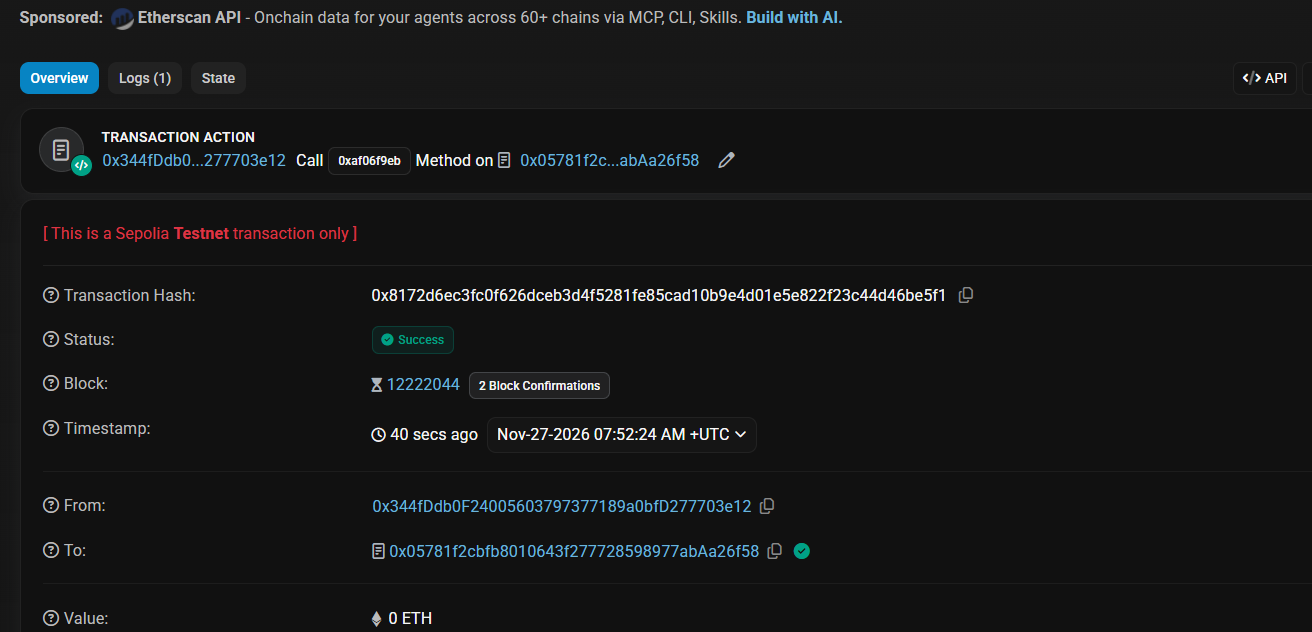 Sponsored: Etherscan API - Onchain data for your agents across 60+ chains via MCP, CLI, Skills. Build with AI.
Overview Logs (1) State API
TRANSACTION ACTION
0x344fDdb0...277703e12 Call 0xaf06f9eb Method on 0x05781f2c...abAa26f58
[ This is a Sepolia Testnet transaction only ]
Transaction Hash: 0x8172d6ec3fc0f626dceb3d4f5281fe85cad10b9e4d01e5e822f23c44d46be5f1
Status: Success
Block: 12222044 2 Block Confirmations
Timestamp: 40 secs ago Nov-27-2026 07:52:24 AM +UTC
From: 0x344fDdb0F24005603797377189a0bfD277703e12
To: 0x05781f2cbfb8010643f277728598977abAa26f58
Value: 0 ETH